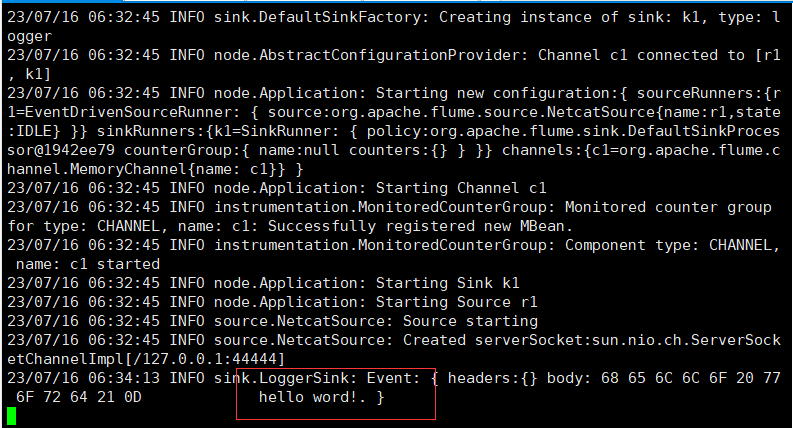 23/07/16 06:32:45 INFO sink.DefaultSinkFactory: Creating instance of sink: k1, type: l
ogger
23/07/16 06:32:45 INFO node.AbstractConfigurationProvider: Channel c1 connected to [r1
, k1]
23/07/16 06:32:45 INFO node.Application: Starting new configuration:{ sourceRunners:{r
1=EventDrivenSourceRunner: { source:org.apache.flume.source.NetcatSource{name:r1,state
:IDLE} }} sinkRunners:{k1=SinkRunner: { policy:org.apache.flume.sink.DefaultSinkProces
sor@1942ee79 counterGroup:{ name:null counters:{} } }} channels:{c1=org.apache.flume.c
hannel.MemoryChannel{name: c1}} }
23/07/16 06:32:45 INFO node.Application: Starting Channel c1
23/07/16 06:32:45 INFO instrumentation.MonitoredCounterGroup: Monitored counter group
for type: CHANNEL, name: c1: Successfully registered new MBean.
23/07/16 06:32:45 INFO instrumentation.MonitoredCounterGroup: Component type: CHANNEL,
 name: c1 started
23/07/16 06:32:45 INFO node.Application: Starting Sink k1
23/07/16 06:32:45 INFO node.Application: Starting Source r1
23/07/16 06:32:45 INFO source.NetcatSource: Source starting
23/07/16 06:32:45 INFO source.NetcatSource: Created serverSocket:sun.nio.ch.ServerSock
etChannelImpl[/127.0.0.1:44444]
23/07/16 06:34:13 INFO sink.LoggerSink: Event: { headers:{} body: 68 65 6C 6C 6F 20 77
 6F 72 64 21 0D             hello word!. }